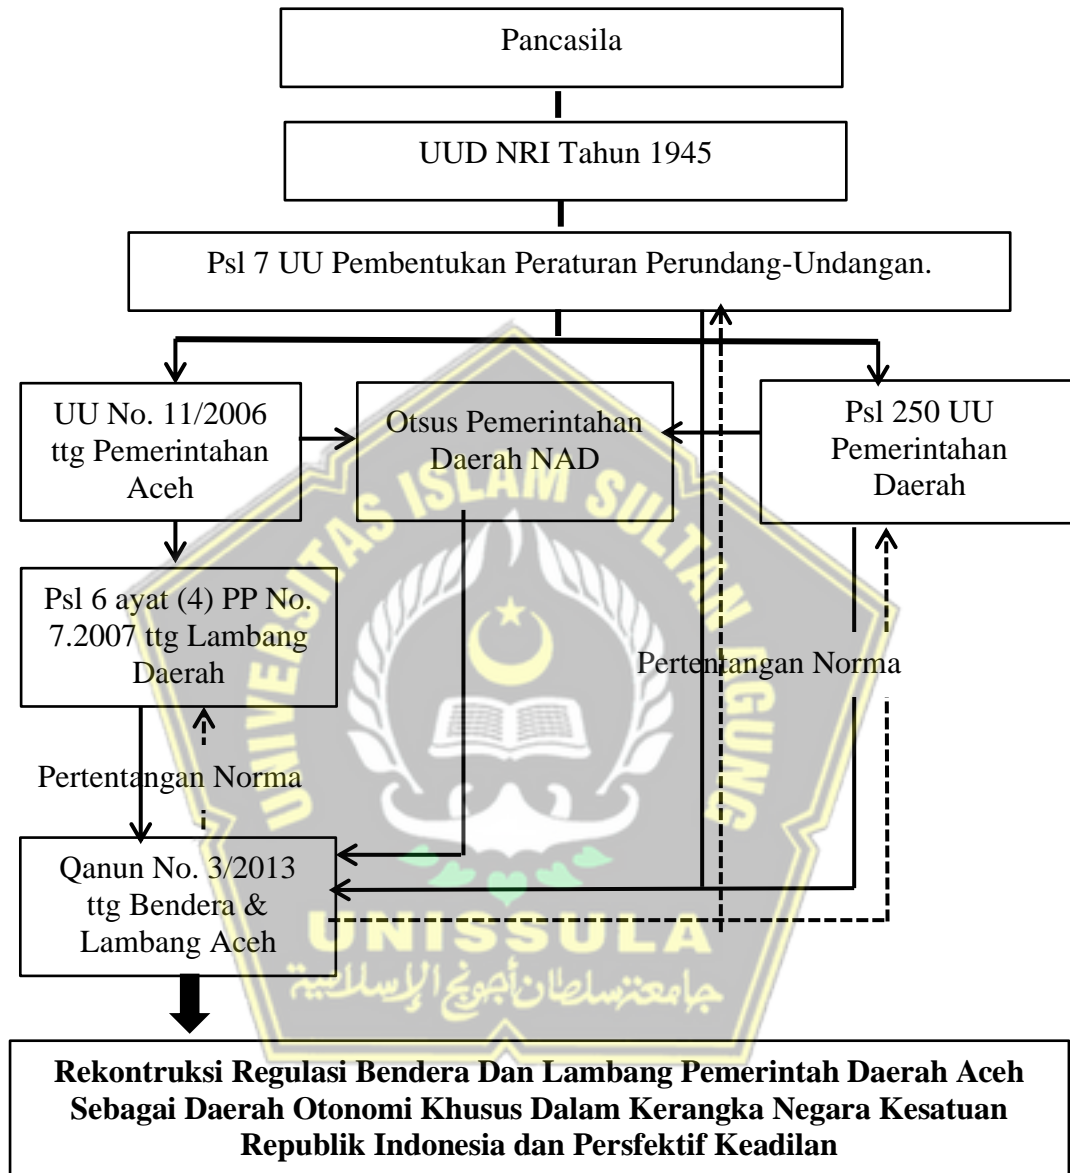 Pancasila
UUD NRI Tahun 1945
Psl 7 UU Pembentukan Peraturan Perundang-Undangan.
UU No. 11/2006
ttg Pemerintahan
Aceh
Otsus Pemerintahan
Daerah NAD
Psl 250 UU
Pemerintahan
Daerah
Psl 6 ayat (4) PP No.
7.2007 ttg Lambang
Daerah
Pertentangan Norma
Pertentangan Norma
Qanun No. 3/2013
ttg Bendera &
Lambang Aceh
UNIVERSITAS ISLAM SULTAN AGUNG
UNISSULA
جامعتسلطان أجونج الإسلامية
Rekontruksi Regulasi Bendera Dan Lambang Pemerintah Daerah Aceh
Sebagai Daerah Otonomi Khusus Dalam Kerangka Negara Kesatuan
Republik Indonesia dan Persfektif Keadilan